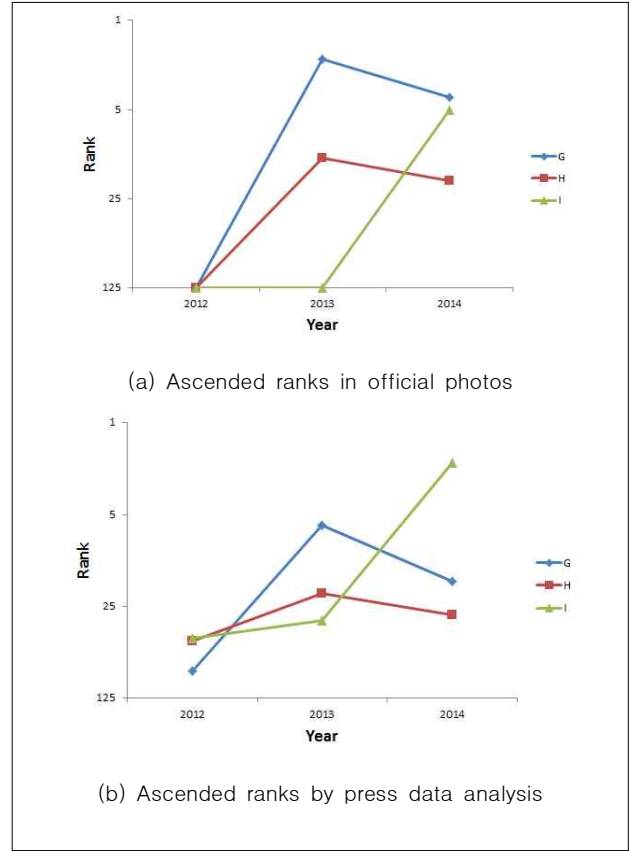 1
5
Rank
25
125
2012 2013 2014
Year
G
H
I
(a) Ascended ranks in official photos
1
5
Rank
25
125
2012 2013 2014
Year
G
H
I
(b) Ascended ranks by press data analysis